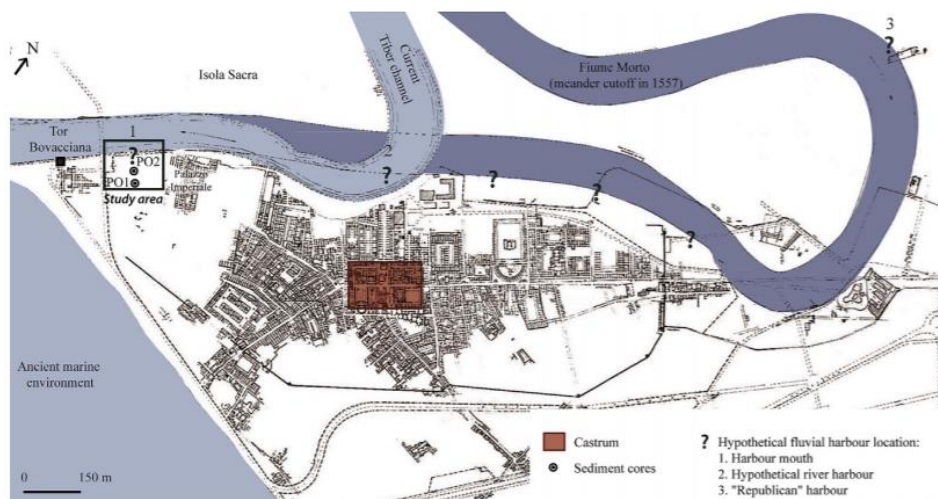 N
Isola Sacra
Current
Tiber channel
Fiume Morto
(meander cutoff in 1557)
3
?
Tor
Bovacciana
1
?
PO2
PO1
Study area
Palazzo
Imperiale
2
?
?
?
?
Ancient marine
environment
0 150 m
Castrum
Sediment cores
? Hypothetical fluvial harbour location:
1. Harbour mouth
2. Hypothetical river harbour
3. "Republican" harbour